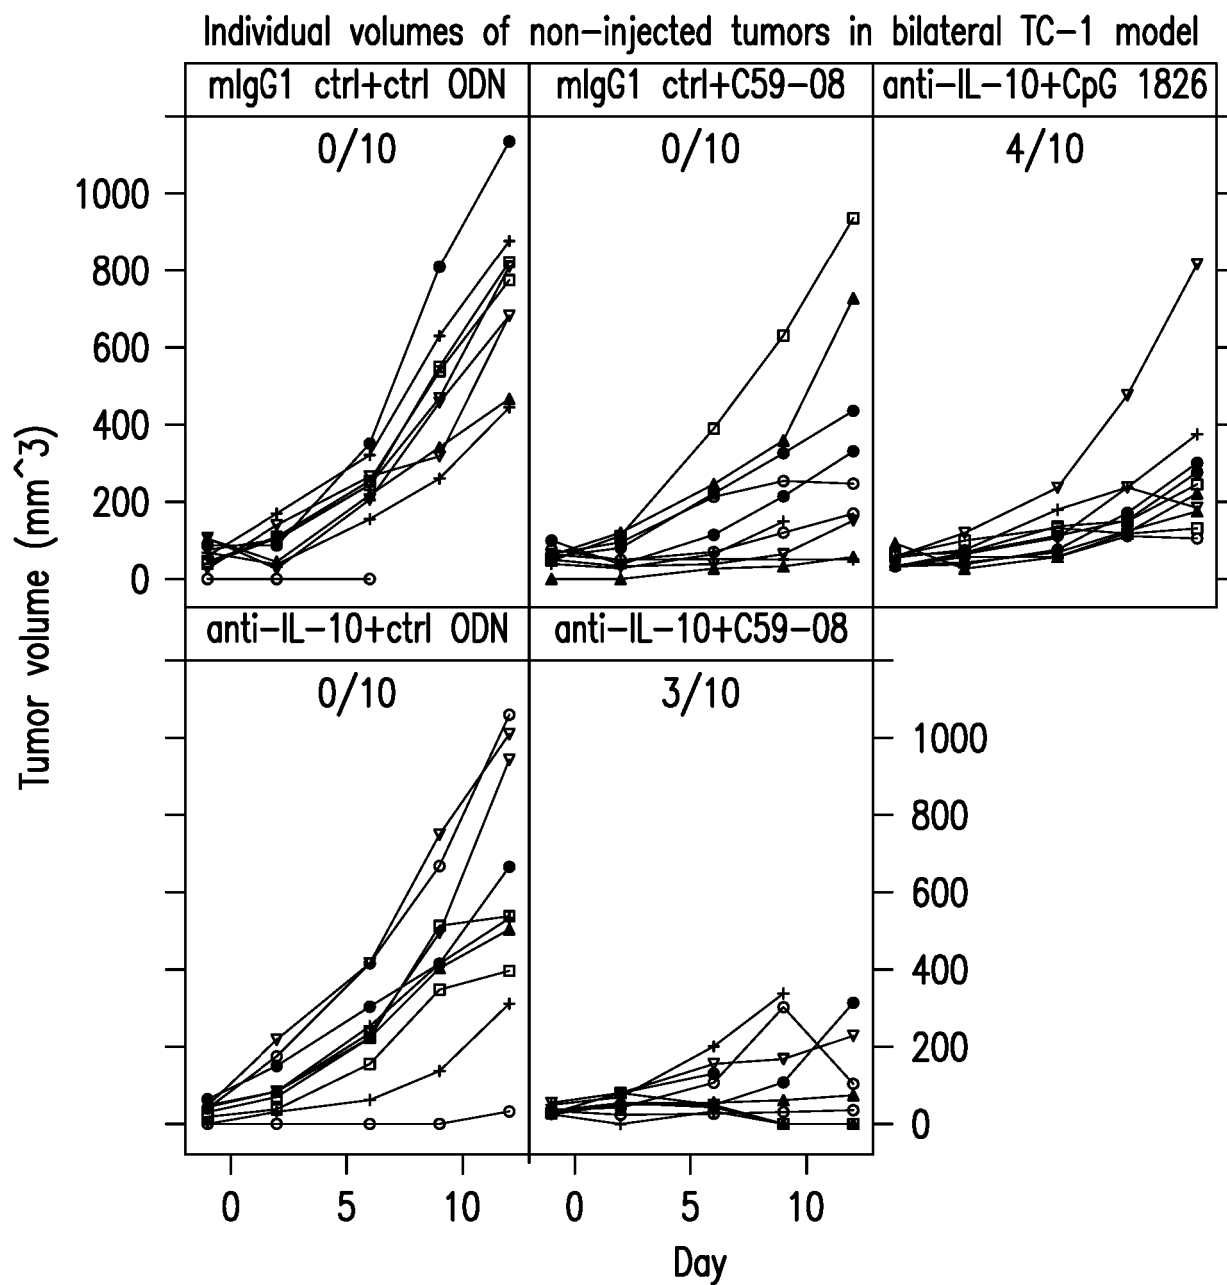 Individual volumes of non-injected tumors in bilateral TC-1 model
mIgG1 ctrl+ctrl ODN
mIgG1 ctrl+C59-08
anti-IL-10+CpG 1826
0/10
0/10
4/10
1000
800
600
400
200
0
Tumor volume (mm^3)
anti-IL-10+ctrl ODN
anti-IL-10+C59-08
0/10
3/10
1000
800
600
400
200
0
0 5 10 0 5 10
Day